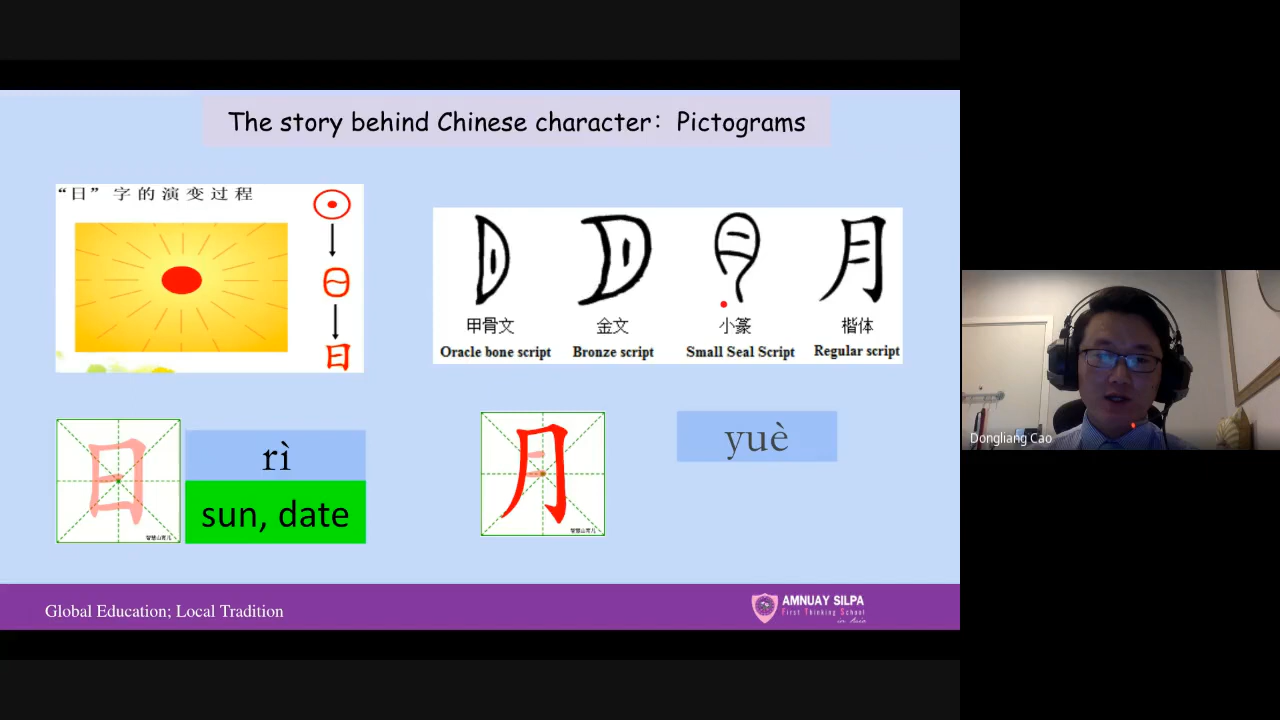 The story behind Chinese character： Pictograms
“日” 字的演变过程
日
甲骨文 金文 小篆 楷体
Oracle bone script Bronze script Small Seal Script Regular script
月
日
rì
sun, date
月
yuè
Dongliang Cao
Global Education; Local Tradition
AMNUAY SILPA
First Thinking School
in Asia